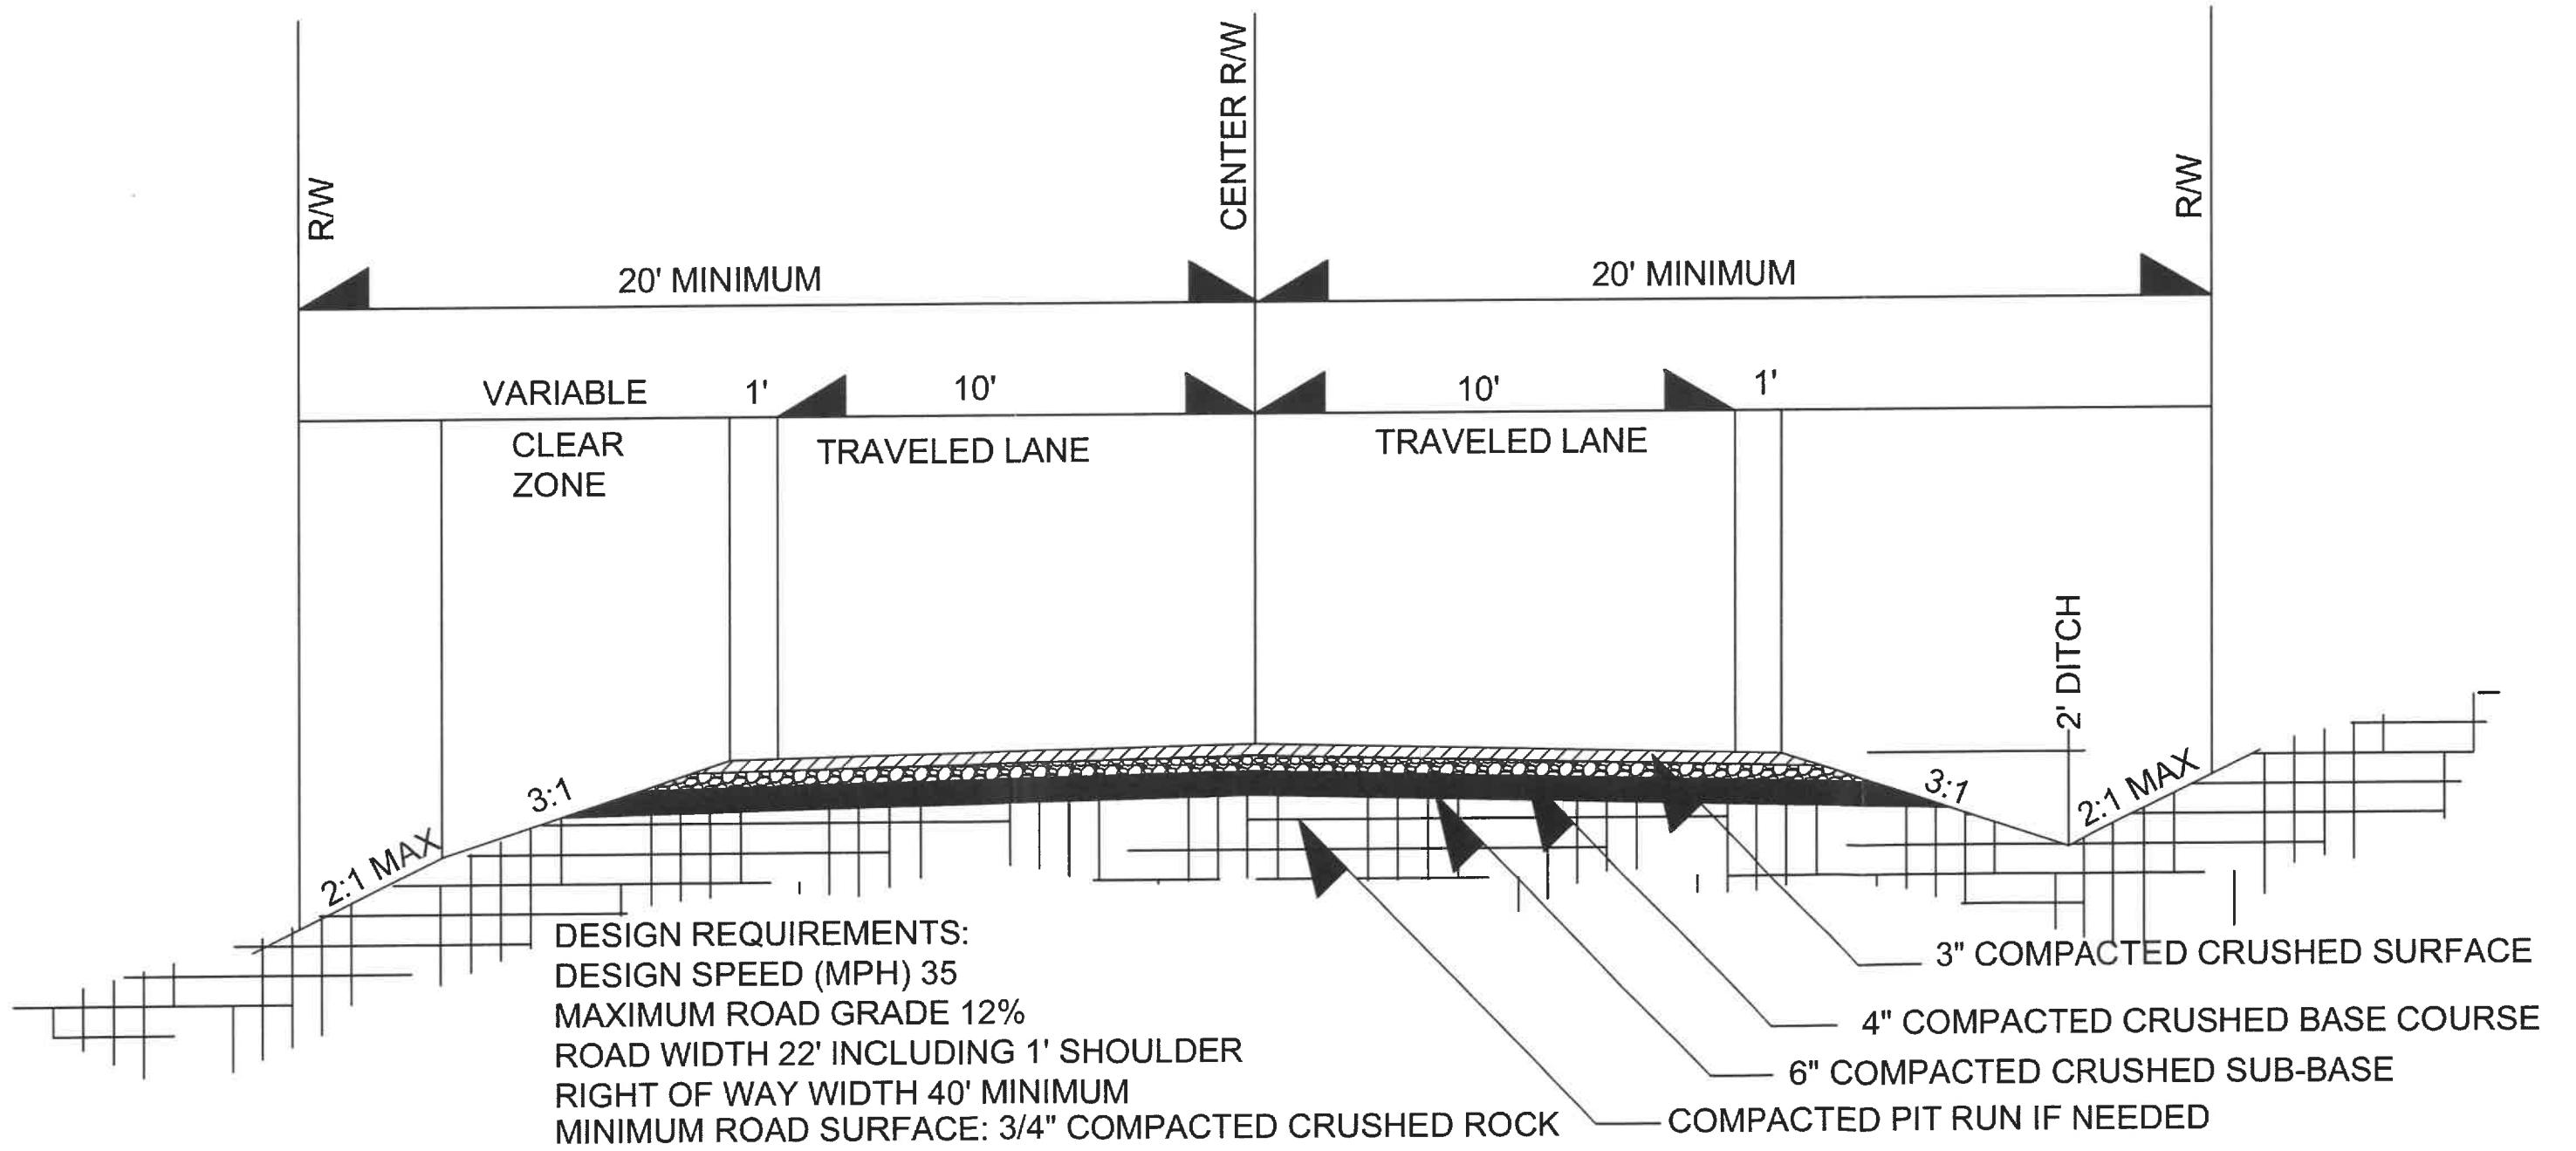 R/W
CENTER R/W
R/W
20' MINIMUM
20' MINIMUM
VARIABLE
1'
10'
10'
1'
CLEAR
ZONE
TRAVELED LANE
TRAVELED LANE
2' DITCH
3:1
2:1 MAX
3:1
2:1 MAX
DESIGN REQUIREMENTS:
DESIGN SPEED (MPH) 35
MAXIMUM ROAD GRADE 12%
ROAD WIDTH 22' INCLUDING 1' SHOULDER
RIGHT OF WAY WIDTH 40' MINIMUM
MINIMUM ROAD SURFACE: 3/4" COMPACTED CRUSHED ROCK
3" COMPACTED CRUSHED SURFACE
4" COMPACTED CRUSHED BASE COURSE
6" COMPACTED CRUSHED SUB-BASE
COMPACTED PIT RUN IF NEEDED